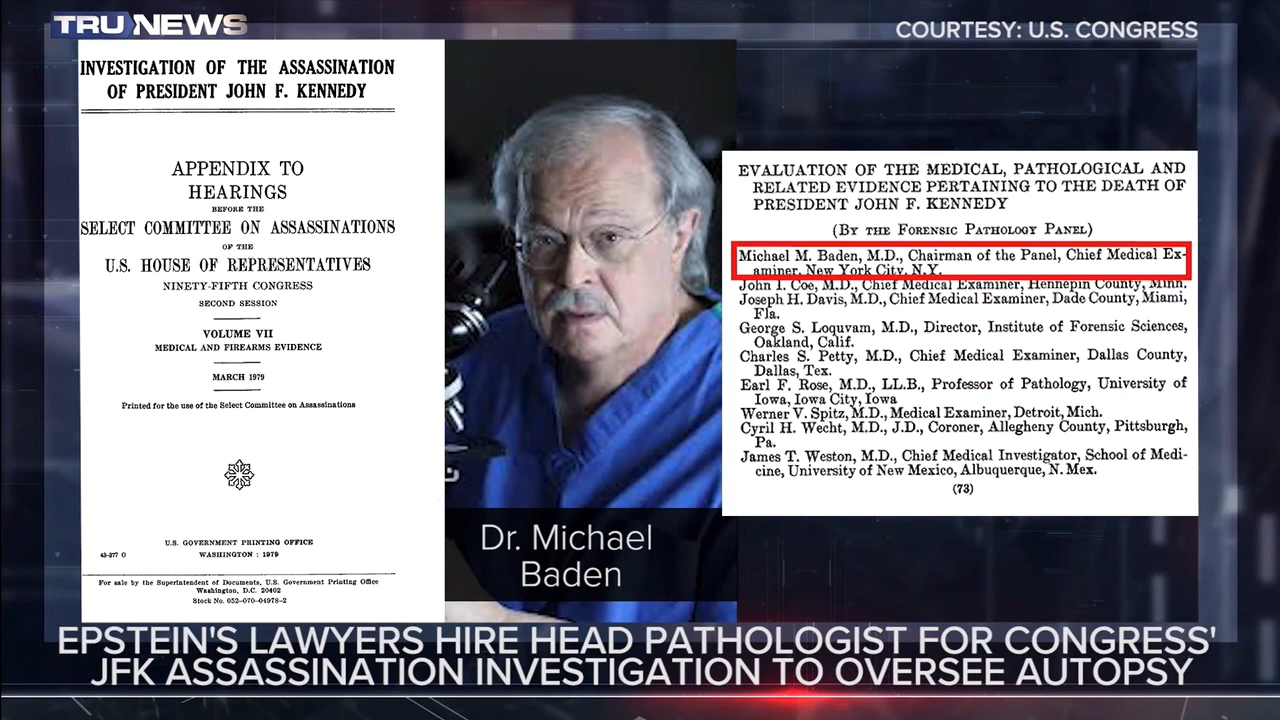 TRUNEWS
COURTESY: U.S. CONGRESS
INVESTIGATION OF THE ASSASSINATION
OF PRESIDENT JOHN F. KENNEDY
APPENDIX TO
HEARINGS
BEFORE THE
SELECT COMMITTEE ON ASSASSINATIONS
OF THE
U.S. HOUSE OF REPRESENTATIVES
NINETY-FIFTH CONGRESS
SECOND SESSION
VOLUME VII
MEDICAL AND FIREARMS EVIDENCE
MARCH 1979
Printed for the use of the Select Committee on Assassinations
U.S. GOVERNMENT PRINTING OFFICE
43-377 O WASHINGTON : 1979
For sale by the Superintendent of Documents, U.S. Government Printing Office
Washington, D.C. 20402
Stock No. 052-070-04978-2
Dr. Michael
Baden
EVALUATION OF THE MEDICAL, PATHOLOGICAL AND
RELATED EVIDENCE PERTAINING TO THE DEATH OF
PRESIDENT JOHN F. KENNEDY
(BY THE FORENSIC PATHOLOGY PANEL)
Michael M. Baden, M.D., Chairman of the Panel, Chief Medical Ex-
aminer, New York City, N.Y.
John I. Coe, M.D., Chief Medical Examiner, Hennepin County, Minn.
Joseph H. Davis, M.D., Chief Medical Examiner, Dade County, Miami,
Fla.
George S. Loquvam, M.D., Director, Institute of Forensic Sciences,
Oakland, Calif.
Charles S. Petty, M.D., Chief Medical Examiner, Dallas County,
Dallas, Tex.
Earl F. Rose, M.D., LL.B., Professor of Pathology, University of
Iowa, Iowa City, Iowa
Werner V. Spitz, M.D., Medical Examiner, Detroit, Mich.
Cyril H. Wecht, M.D., J.D., Coroner, Allegheny County, Pittsburgh,
Pa.
James T. Weston, M.D., Chief Medical Investigator, School of Medi-
cine, University of New Mexico, Albuquerque, N. Mex.
(73)
EPSTEIN'S LAWYERS HIRE HEAD PATHOLOGIST FOR CONGRESS'
JFK ASSASSINATION INVESTIGATION TO OVERSEE AUTOPSY